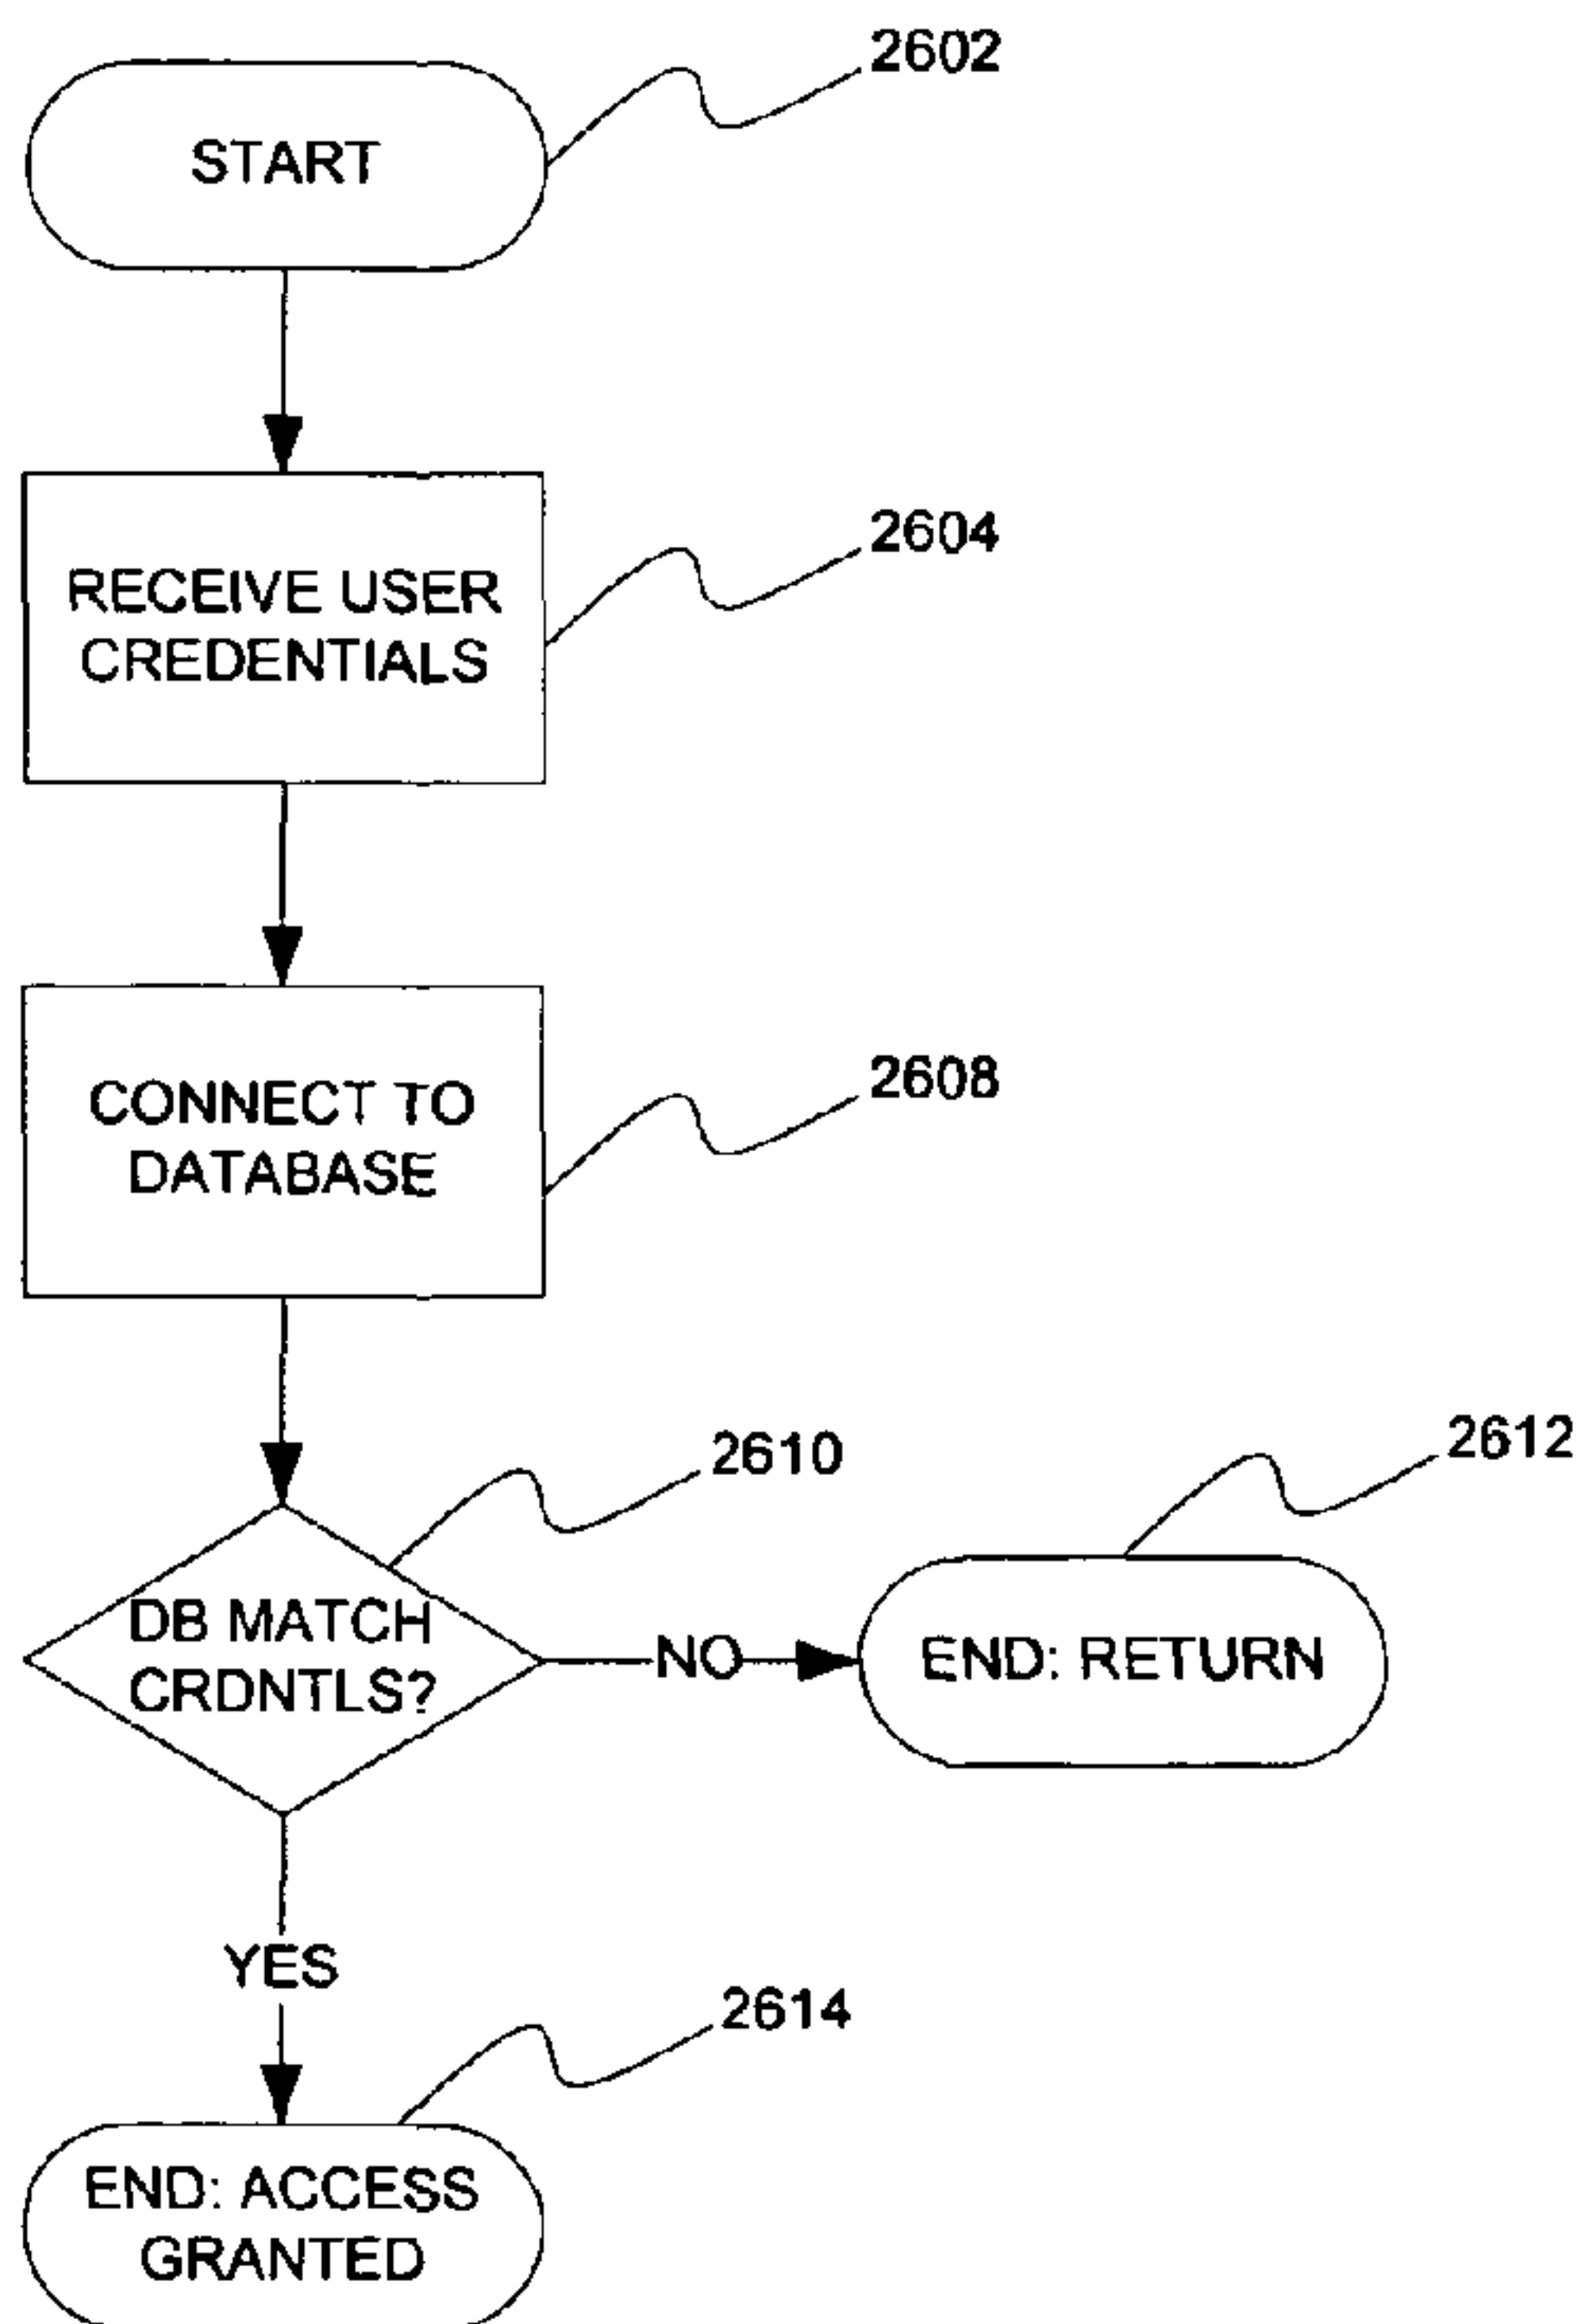 2602
START
2604
RECEIVE USER
CREDENTIALS
2608
CONNECT TO
DATABASE
2610
2612
DB MATCH
CRDNTLS?
NO
END: RETURN
YES
2614
END: ACCESS
GRANTED